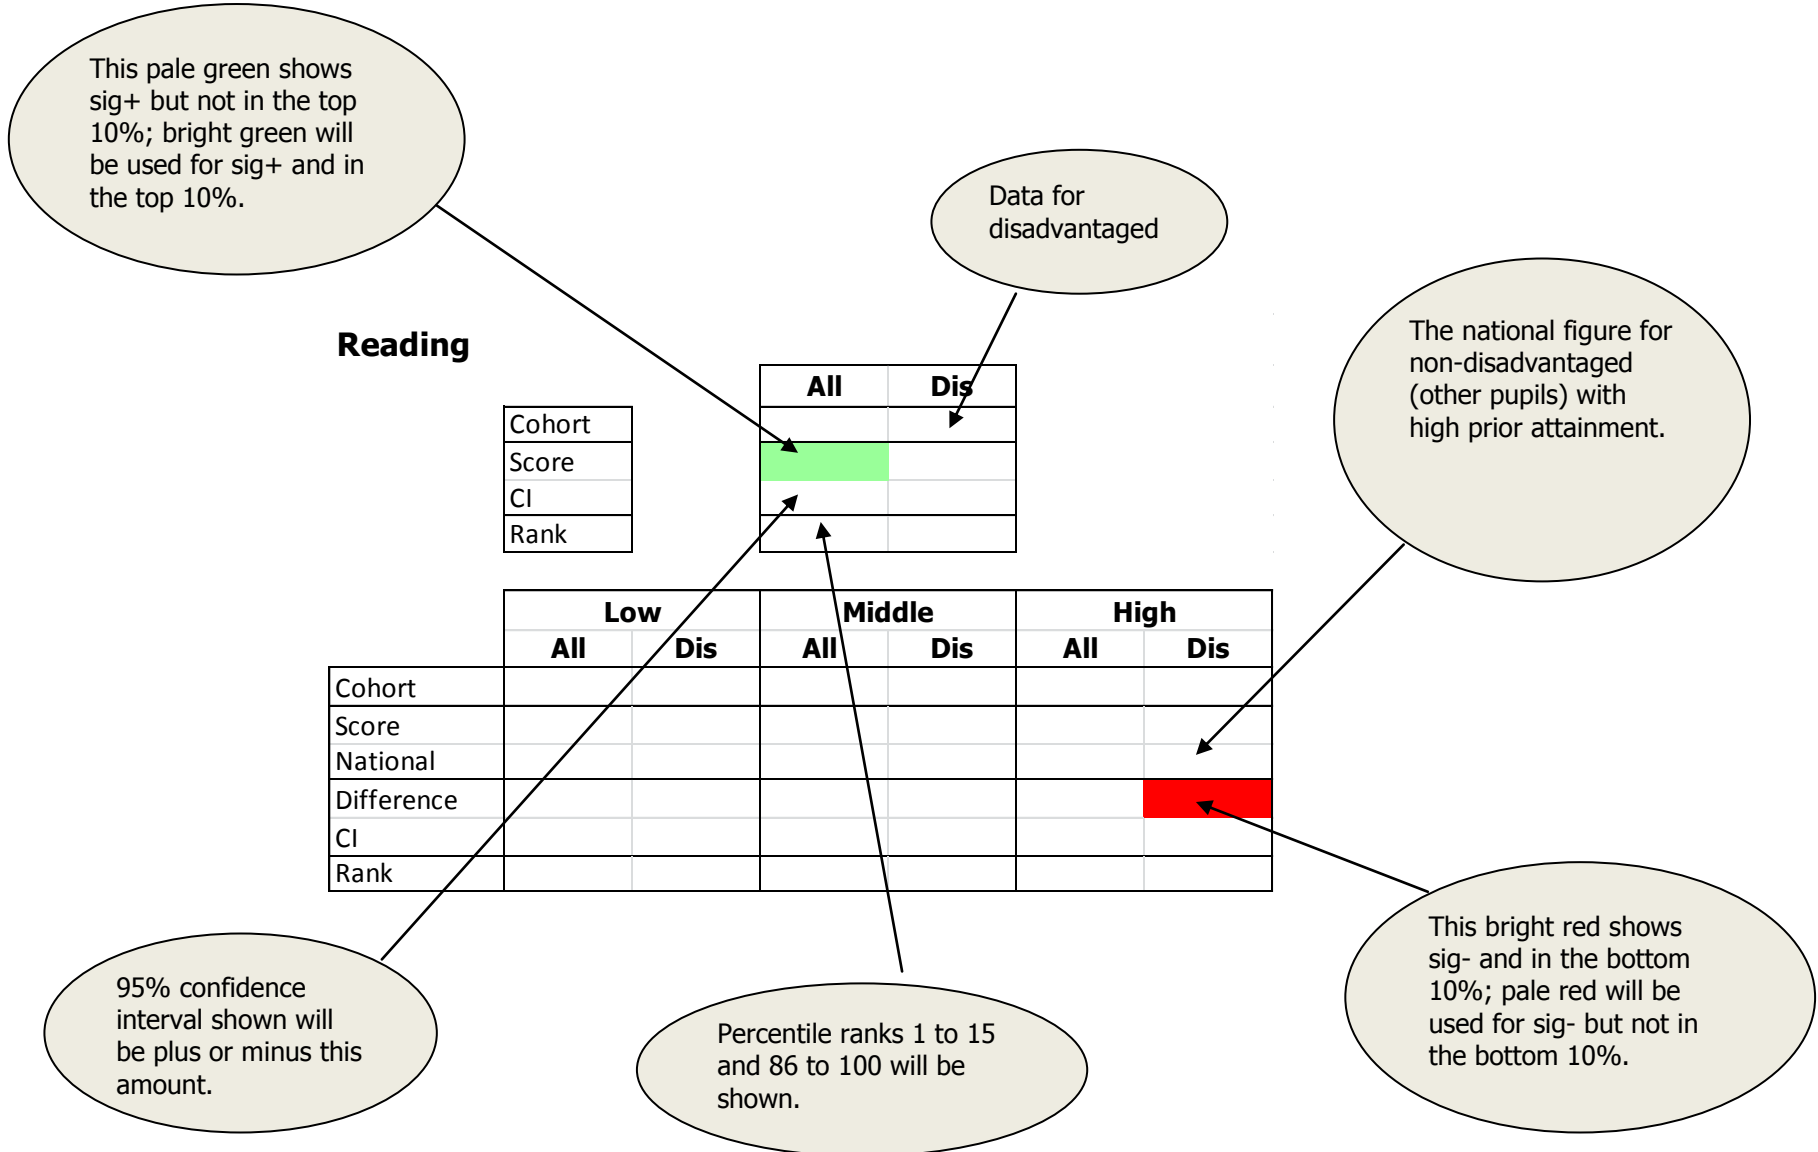 This pale green shows
sig+ but not in the top
10%; bright green will
be used for sig+ and in
the top 10%.
Data for
disadvantaged
The national figure for
non-disadvantaged
(other pupils) with
high prior attainment.
Reading
All Dis
Cohort
Score
CI
Rank
Low Middle High
All Dis All Dis All Dis
Cohort
Score
National
Difference
CI
Rank
95% confidence
interval shown will
be plus or minus this
amount.
Percentile ranks 1 to 15
and 86 to 100 will be
shown.
This bright red shows
sig- and in the bottom
10%; pale red will be
used for sig- but not in
the bottom 10%.